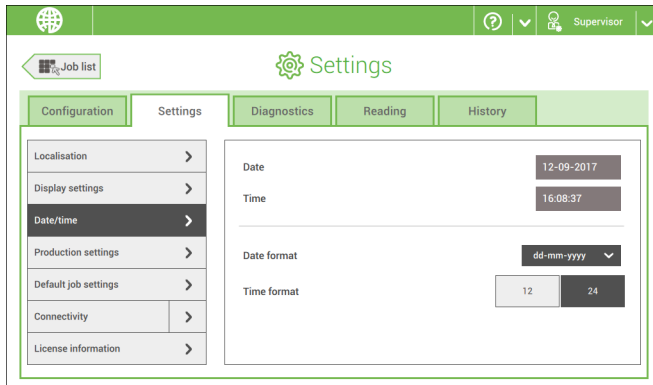 ? Supervisor
Job list
Settings
Configuration Settings Diagnostics Reading History
Localisation
Display settings
Date/time
Production settings
Default job settings
Connectivity
License information
Date 12-09-2017
Time 16:08:37
Date format dd-mm-yyyy
Time format 12 24